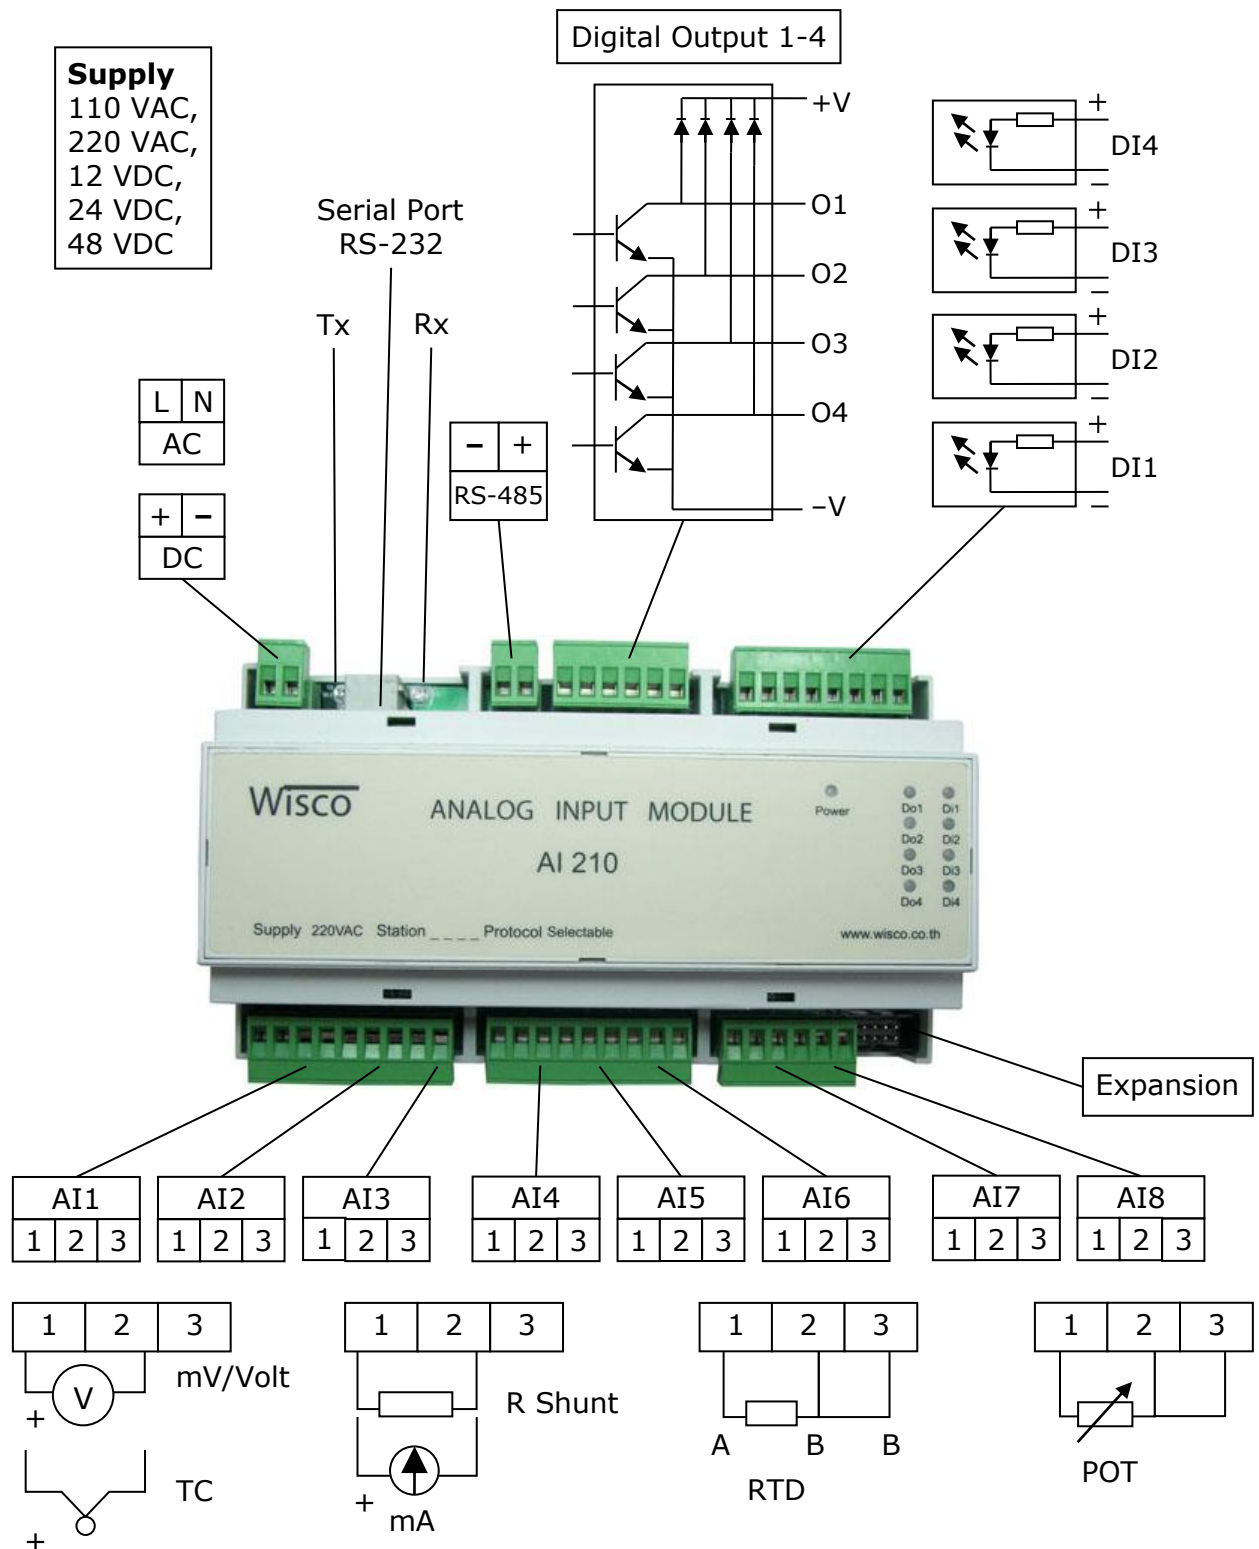 Digital Output 1-4
Supply
110 VAC,
220 VAC,
12 VDC,
24 VDC,
48 VDC
Serial Port
RS-232
Tx Rx
L N
AC
+ −
DC
− +
RS-485
+V
O1
O2
O3
O4
−V
+
DI4
−
+
DI3
−
+
DI2
−
+
DI1
−
Wisco
ANALOG INPUT MODULE
AI 210
Power
Do1 Di1
Do2 Di2
Do3 Di3
Do4 Di4
Supply 220VAC Station _ _ _ _ Protocol Selectable
www.wisco.co.th
Expansion
AI1 AI2 AI3 AI4 AI5 AI6 AI7 AI8
1 2 3 1 2 3 1 2 3 1 2 3 1 2 3 1 2 3 1 2 3 1 2 3
1 2 3
V
+
mV/Volt
TC
+
1 2 3
R Shunt
+
mA
1 2 3
A B B
RTD
1 2 3
POT